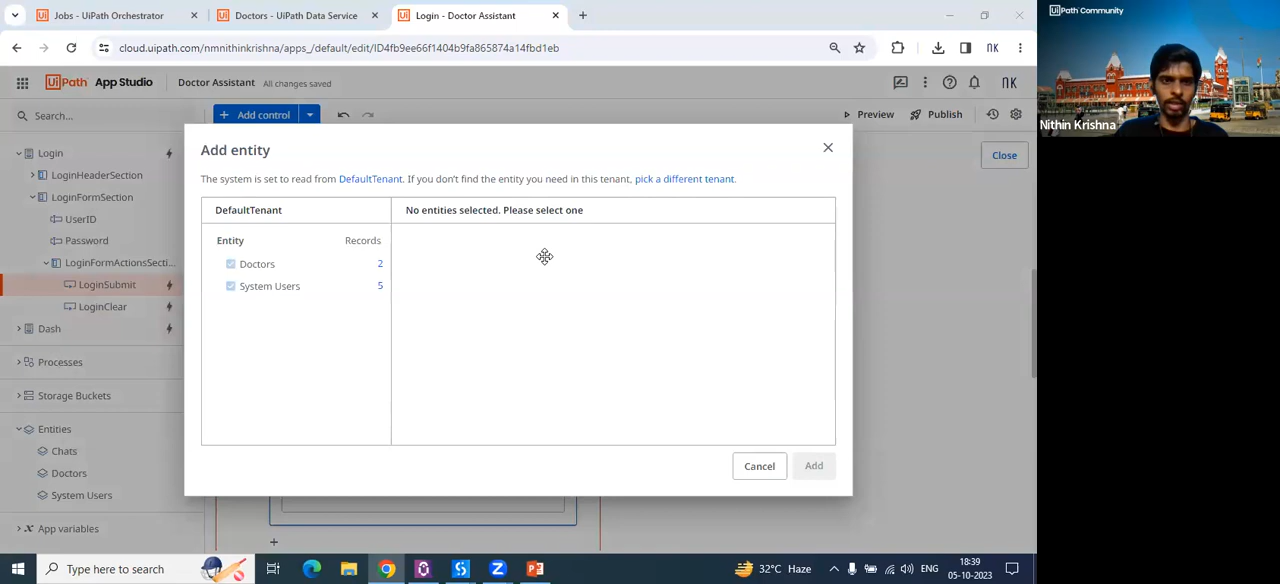 Jobs - UiPath Orchestrator
Doctors - UiPath Data Service
Login - Doctor Assistant
cloud.uipath.com/nmnithinkrishna/apps_/default/edit/ID4fb9ee66f1404b9fa865874a14fbd1eb
NK
UiPath App Studio
Doctor Assistant
All changes saved
NK
Search...
+ Add control
Preview
Publish
Close
Login
LoginHeaderSection
LoginFormSection
UserID
Password
LoginFormActionsSecti...
LoginSubmit
LoginClear
Dash
Processes
Storage Buckets
Entities
Chats
Doctors
System Users
App variables
Add entity
The system is set to read from DefaultTenant. If you don't find the entity you need in this tenant, pick a different tenant.
DefaultTenant
No entities selected. Please select one
Entity Records
Doctors 2
System Users 5
Cancel
Add
Type here to search
32°C Haze
ENG
18:39
05-10-2023
UiPath Community
Nithin Krishna